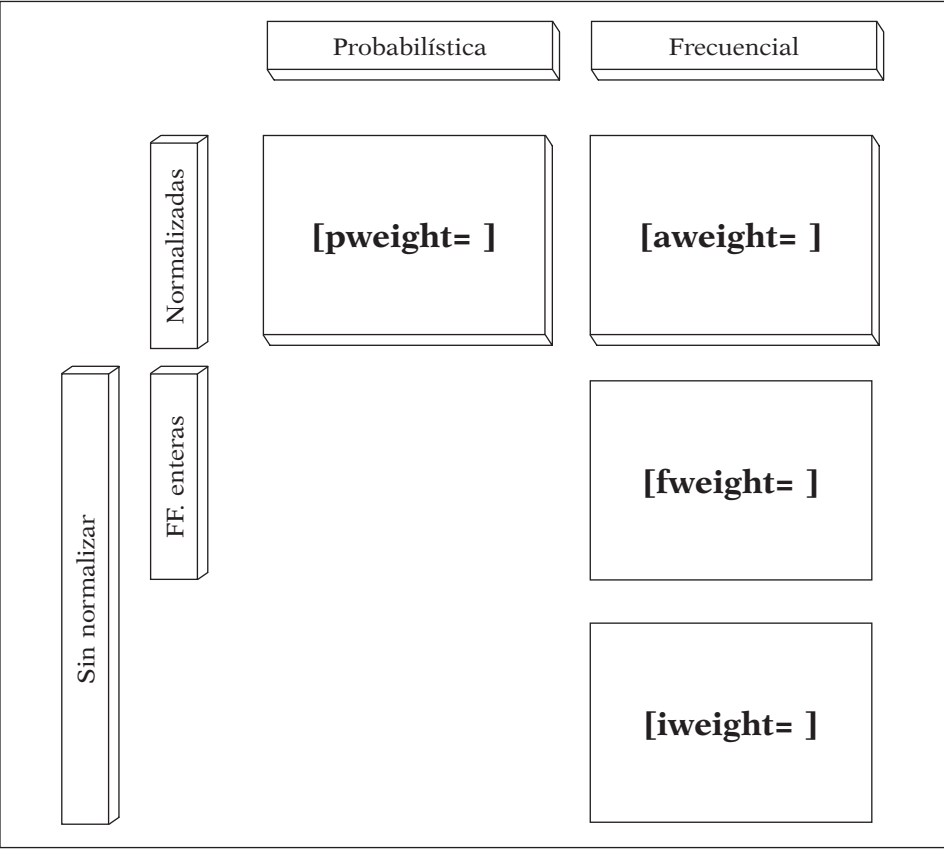 Probabilística
Frecuencial
Normalizadas
[pweight= ]
[aweight= ]
Sin normalizar
FF. enteras
[fweight= ]
[iweight= ]